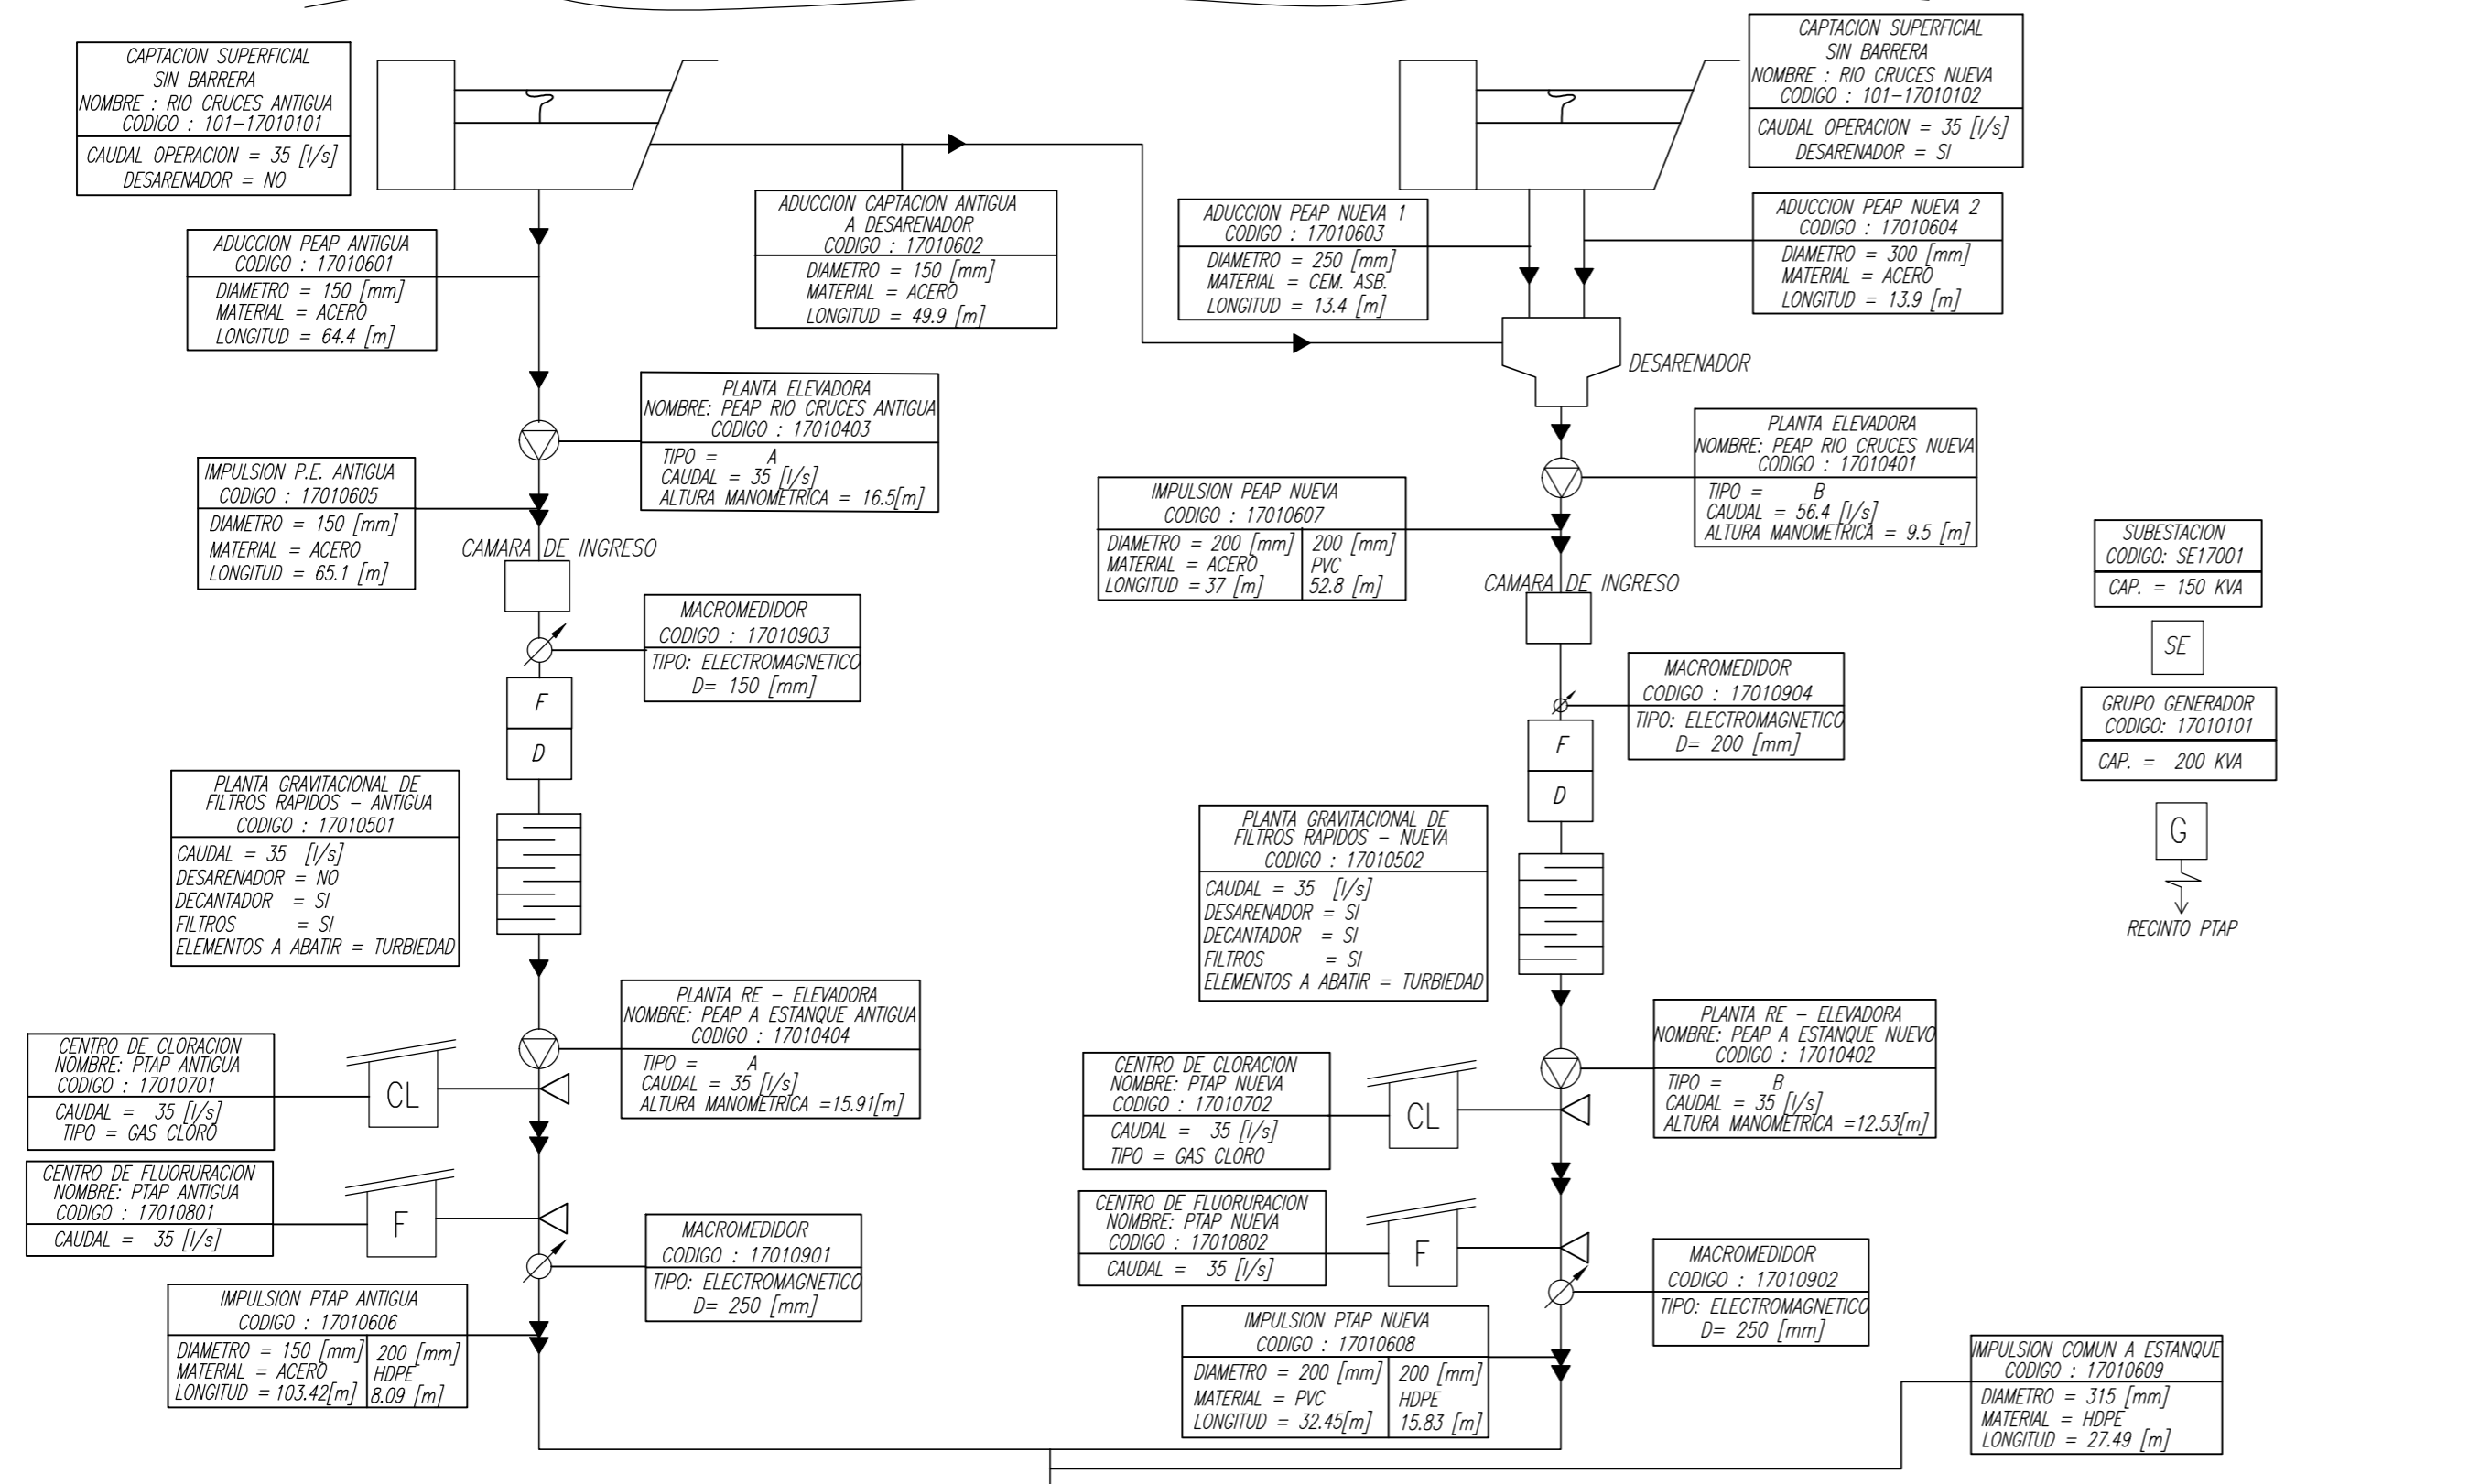 CAPTACION SUPERFICIAL
SIN BARRERA
NOMBRE : RIO CRUCES ANTIGUA
CODIGO : 101-17010101
CAUDAL OPERACION = 35 [l/s]
DESARENADOR = NO
CAPTACION SUPERFICIAL
SIN BARRERA
NOMBRE : RIO CRUCES NUEVA
CODIGO : 101-17010102
CAUDAL OPERACION = 35 [l/s]
DESARENADOR = SI
ADUCCION PEAP ANTIGUA
CODIGO : 17010601
DIAMETRO = 150 [mm]
MATERIAL = ACERO
LONGITUD = 64.4 [m]
ADUCCION CAPTACION ANTIGUA
A DESARENADOR
CODIGO : 17010602
DIAMETRO = 150 [mm]
MATERIAL = ACERO
LONGITUD = 49.9 [m]
ADUCCION PEAP NUEVA 1
CODIGO : 17010603
DIAMETRO = 250 [mm]
MATERIAL = CEM. ASB.
LONGITUD = 13.4 [m]
ADUCCION PEAP NUEVA 2
CODIGO : 17010604
DIAMETRO = 300 [mm]
MATERIAL = ACERO
LONGITUD = 13.9 [m]
DESARENADOR
PLANTA ELEVADORA
NOMBRE: PEAP RIO CRUCES ANTIGUA
CODIGO : 17010403
TIPO = A
CAUDAL = 35 [l/s]
ALTURA MANOMETRICA = 16.5[m]
PLANTA ELEVADORA
NOMBRE: PEAP RIO CRUCES NUEVA
CODIGO : 17010401
TIPO = B
CAUDAL = 56.4 [l/s]
ALTURA MANOMETRICA = 9.5 [m]
IMPULSION P.E. ANTIGUA
CODIGO : 17010605
DIAMETRO = 150 [mm]
MATERIAL = ACERO
LONGITUD = 65.1 [m]
CAMARA DE INGRESO
IMPULSION PEAP NUEVA
CODIGO : 17010607
DIAMETRO = 200 [mm] 200 [mm]
MATERIAL = ACERO PVC
LONGITUD = 37 [m] 52.8 [m]
CAMARA DE INGRESO
SUBESTACION
CODIGO: SE17001
CAP. = 150 KVA
SE
GRUPO GENERADOR
CODIGO: 17010101
CAP. = 200 KVA
G
RECINTO PTAP
MACROMEDIDOR
CODIGO : 17010903
TIPO: ELECTROMAGNETICO
D= 150 [mm]
F
D
MACROMEDIDOR
CODIGO : 17010904
TIPO: ELECTROMAGNETICO
D= 200 [mm]
F
D
PLANTA GRAVITACIONAL DE
FILTROS RAPIDOS - ANTIGUA
CODIGO : 17010501
CAUDAL = 35 [l/s]
DESARENADOR = NO
DECANTADOR = SI
FILTROS = SI
ELEMENTOS A ABATIR = TURBIEDAD
PLANTA GRAVITACIONAL DE
FILTROS RAPIDOS - NUEVA
CODIGO : 17010502
CAUDAL = 35 [l/s]
DESARENADOR = SI
DECANTADOR = SI
FILTROS = SI
ELEMENTOS A ABATIR = TURBIEDAD
PLANTA RE - ELEVADORA
NOMBRE: PEAP A ESTANQUE ANTIGUA
CODIGO : 17010404
TIPO = A
CAUDAL = 35 [l/s]
ALTURA MANOMETRICA =15.91[m]
PLANTA RE - ELEVADORA
NOMBRE: PEAP A ESTANQUE NUEVO
CODIGO : 17010402
TIPO = B
CAUDAL = 35 [l/s]
ALTURA MANOMETRICA =12.53[m]
CENTRO DE CLORACION
NOMBRE: PTAP ANTIGUA
CODIGO : 17010701
CAUDAL = 35 [l/s]
TIPO = GAS CLORO
CL
CENTRO DE CLORACION
NOMBRE: PTAP NUEVA
CODIGO : 17010702
CAUDAL = 35 [l/s]
TIPO = GAS CLORO
CL
CENTRO DE FLUORURACION
NOMBRE: PTAP ANTIGUA
CODIGO : 17010801
CAUDAL = 35 [l/s]
F
CENTRO DE FLUORURACION
NOMBRE: PTAP NUEVA
CODIGO : 17010802
CAUDAL = 35 [l/s]
F
MACROMEDIDOR
CODIGO : 17010901
TIPO: ELECTROMAGNETICO
D= 250 [mm]
MACROMEDIDOR
CODIGO : 17010902
TIPO: ELECTROMAGNETICO
D= 250 [mm]
IMPULSION PTAP ANTIGUA
CODIGO : 17010606
DIAMETRO = 150 [mm] 200 [mm]
MATERIAL = ACERO HDPE
LONGITUD = 103.42[m] 8.09 [m]
IMPULSION PTAP NUEVA
CODIGO : 17010608
DIAMETRO = 200 [mm] 200 [mm]
MATERIAL = PVC HDPE
LONGITUD = 32.45[m] 15.83 [m]
IMPULSION COMUN A ESTANQUE
CODIGO : 17010609
DIAMETRO = 315 [mm]
MATERIAL = HDPE
LONGITUD = 27.49 [m]